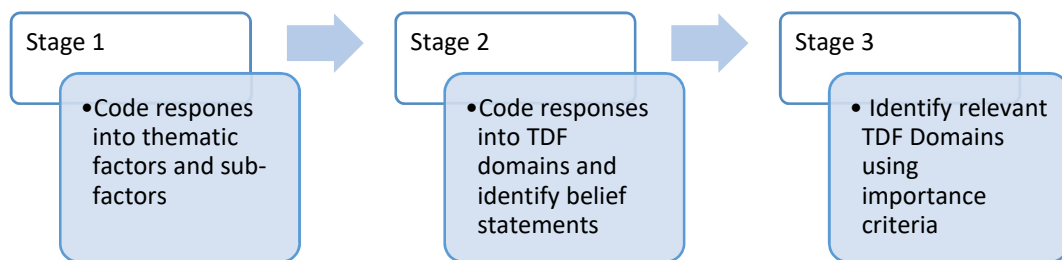 Stage 1
•Code respones
into thematic
factors and sub-
factors
Stage 2
•Code responses
into TDF
domains and
identify belief
statements
Stage 3
• Identify relevant
TDF Domains
using
importance
criteria